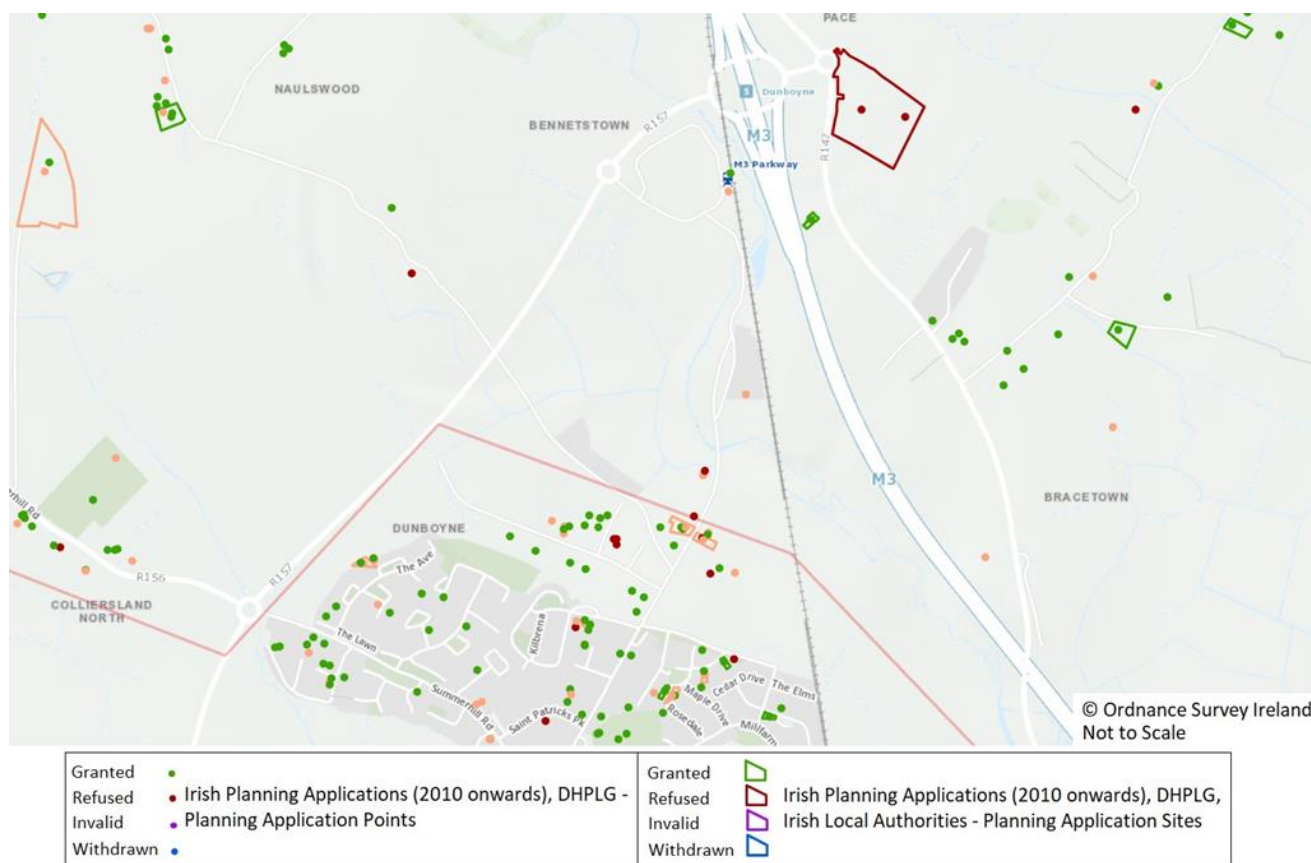 PACE
NAULSWOOD
BENNETSTOWN
R157
5
Dunboyne
M3
M3 Parkway
R147
M3
BRACETOWN
DUNBOYNE
The Ave
R157
erhill Rd
R156
COLLIERSLAND
NORTH
The Lawn
Kilbrena
Summerhill Rd
Saint Patricks Pk
Cedar Drive
The Elms
Maple Drive
Rosedale
Millfarm
© Ordnance Survey Ireland
Not to Scale
Granted
Refused
Invalid
Withdrawn
Irish Planning Applications (2010 onwards), DHPLG -
Planning Application Points
Granted
Refused
Invalid
Withdrawn
Irish Planning Applications (2010 onwards), DHPLG,
Irish Local Authorities - Planning Application Sites